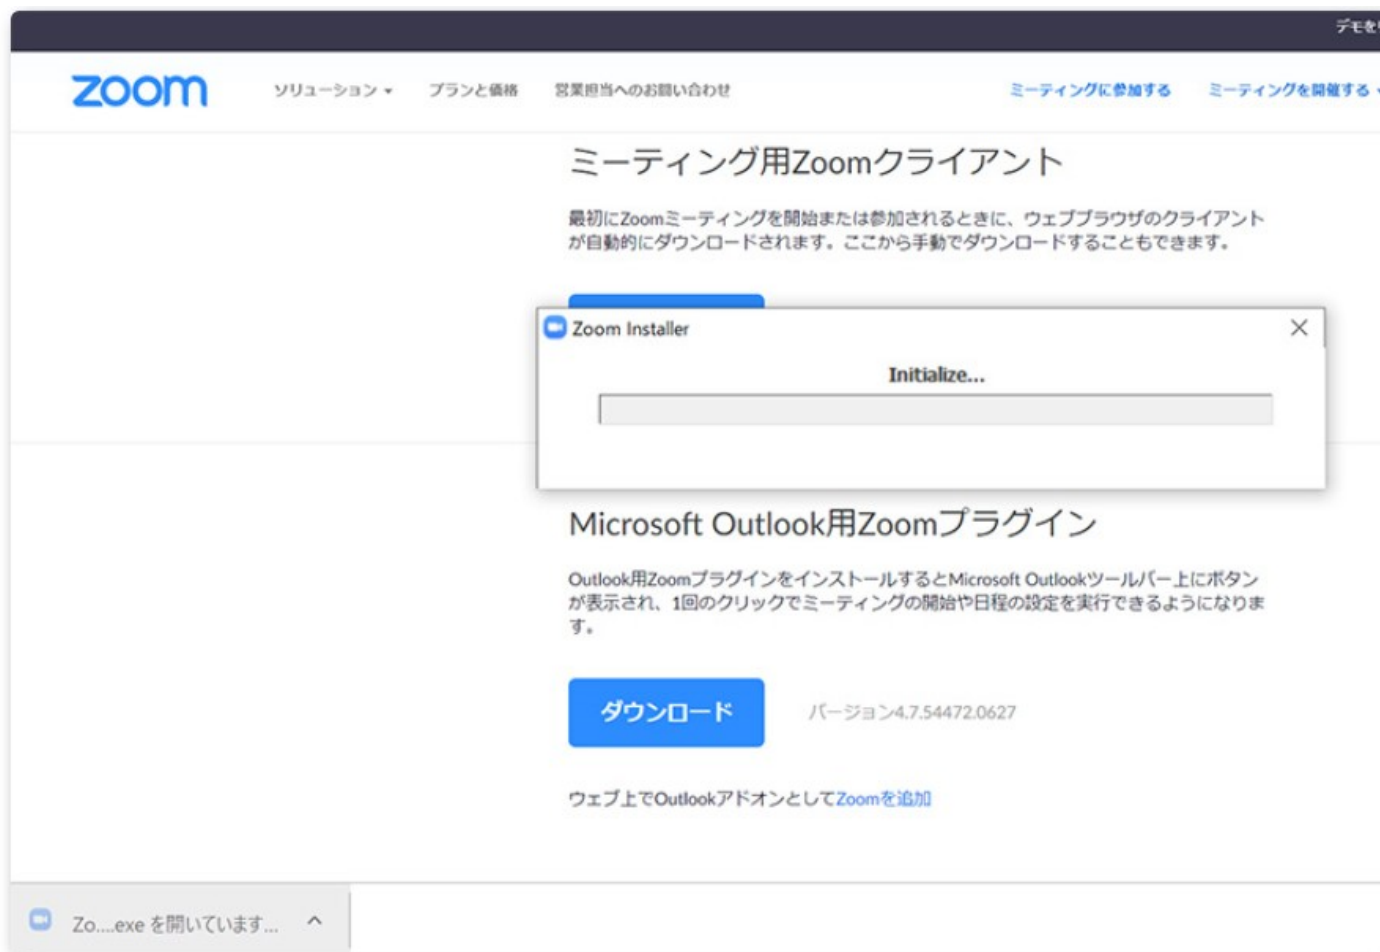 デモを
zoom
ソリューション プランと価格 営業担当へのお問い合わせ ミーティングに参加する ミーティングを開催する
ミーティング用Zoomクライアント
最初にZoomミーティングを開始または参加されるときに、ウェブブラウザのクライアント
が自動的にダウンロードされます。ここから手動でダウンロードすることもできます。
Zoom Installer
Initialize...
Microsoft Outlook用Zoomプラグイン
Outlook用ZoomプラグインをインストールするとMicrosoft Outlookツールバー上にボタン
が表示され、1回のクリックでミーティングの開始や日程の設定を実行できるようになりま
す。
ダウンロード バージョン4.7.54472.0627
ウェブ上でOutlookアドオンとしてZoomを追加
Zo....exe を開いています...